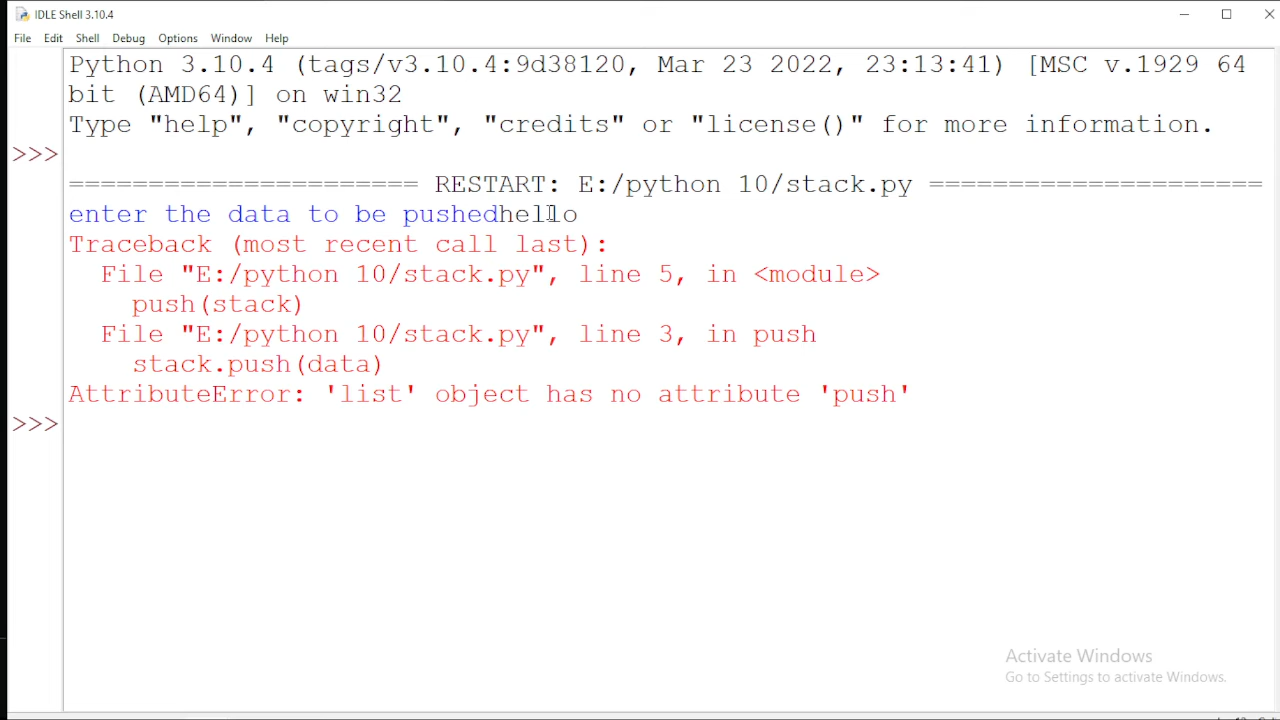 IDLE Shell 3.10.4
File Edit Shell Debug Options Window Help
Python 3.10.4 (tags/v3.10.4:9d38120, Mar 23 2022, 23:13:41) [MSC v.1929 64
bit (AMD64)] on win32
Type "help", "copyright", "credits" or "license()" for more information.
>>>
====================== RESTART: E:/python 10/stack.py =====================
enter the data to be pushedhello
Traceback (most recent call last):
  File "E:/python 10/stack.py", line 5, in <module>
    push(stack)
  File "E:/python 10/stack.py", line 3, in push
    stack.push(data)
AttributeError: 'list' object has no attribute 'push'
>>>
Activate Windows
Go to Settings to activate Windows.